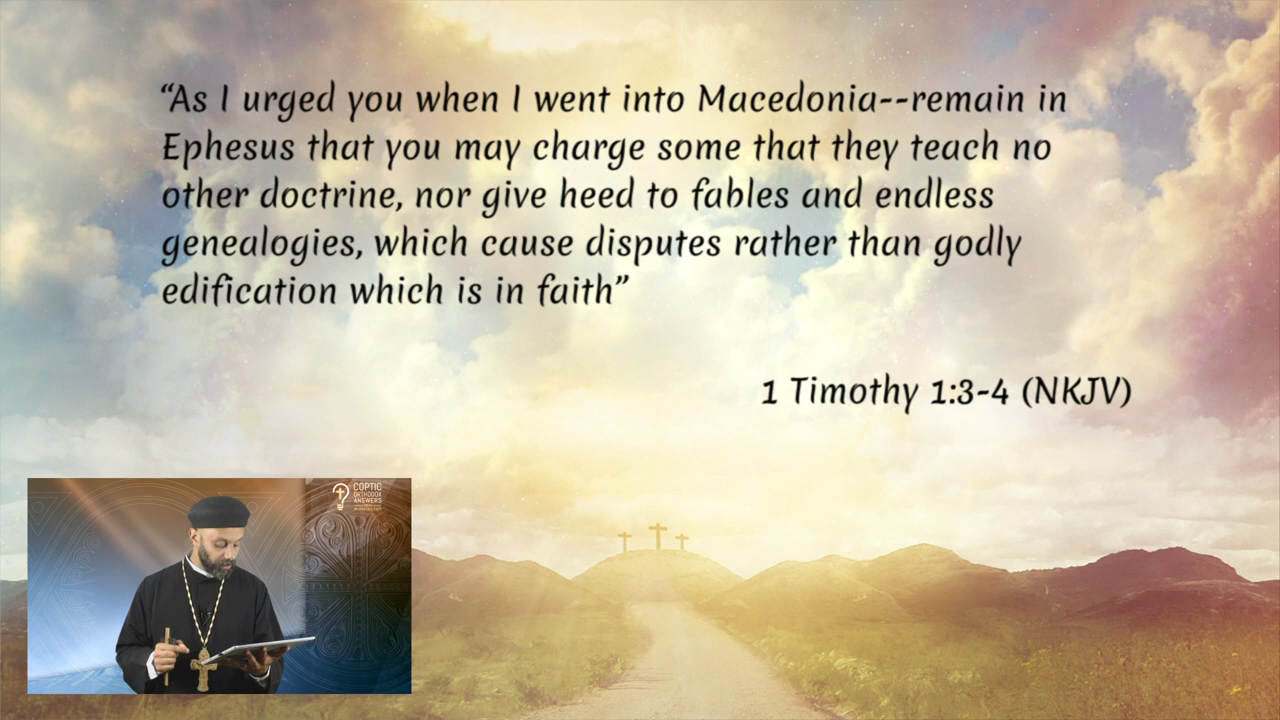 “As I urged you when I went into Macedonia--remain in
Ephesus that you may charge some that they teach no
other doctrine, nor give heed to fables and endless
genealogies, which cause disputes rather than godly
edification which is in faith”
1 Timothy 1:3-4 (NKJV)
COPTIC
ORTHODOX
ANSWERS